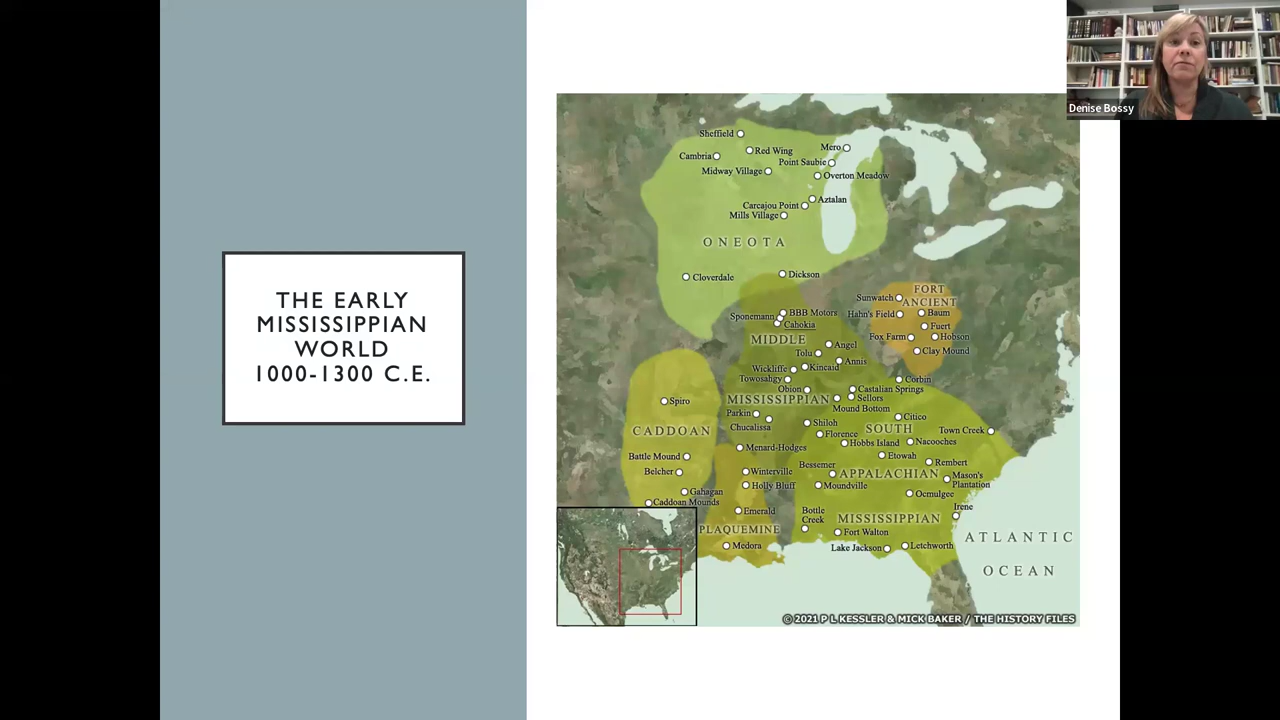 Denise Bossy
THE EARLY
MISSISSIPPIAN
WORLD
1000-1300 C.E.
Sheffield
Red Wing
Cambria
Midway Village
Mero
Point Sauble
Overton Meadow
Aztalan
Carcajou Point
Mills Village
ONEOTA
Cloverdale
Dickson
FORT
ANCIENT
Sunwatch
Hahn's Field
Baum
Fuert
Fox Farm
Hobson
Clay Mound
BBB Motors
Sponemann
Cahokia
MIDDLE
Angel
Tolu
Annis
Wickliffe
Kincaid
Towosahgy
Obion
Corbin
Castalian Springs
Sellors
MISSISSIPPIAN
Mound Bottom
Spiro
Parkin
Chucalissa
Shiloh
Citico
CADDOAN
Florence
SOUTH
Town Creek
Hobbs Island
Nacooches
Menard-Hodges
Etowah
Battle Mound
Belcher
Winterville
Bessemer
APPALACHIAN
Rembert
Mason's
Plantation
Holly Bluff
Moundville
Gahagan
Ocmulgee
Caddoan Mounds
Emerald
Bottle
Creek
MISSISSIPPIAN
Irene
PLAQUEMINE
Fort Walton
Medora
Lake Jackson
Letchworth
ATLANTIC
OCEAN
© 2021 P L KESSLER & MICK BAKER / THE HISTORY FILES